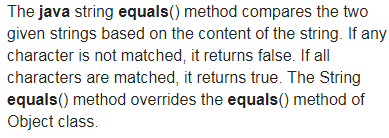 The java string equals() method compares the two
given strings based on the content of the string. If any
character is not matched, it returns false. If all
characters are matched, it returns true. The String
equals() method overrides the equals() method of
Object class.